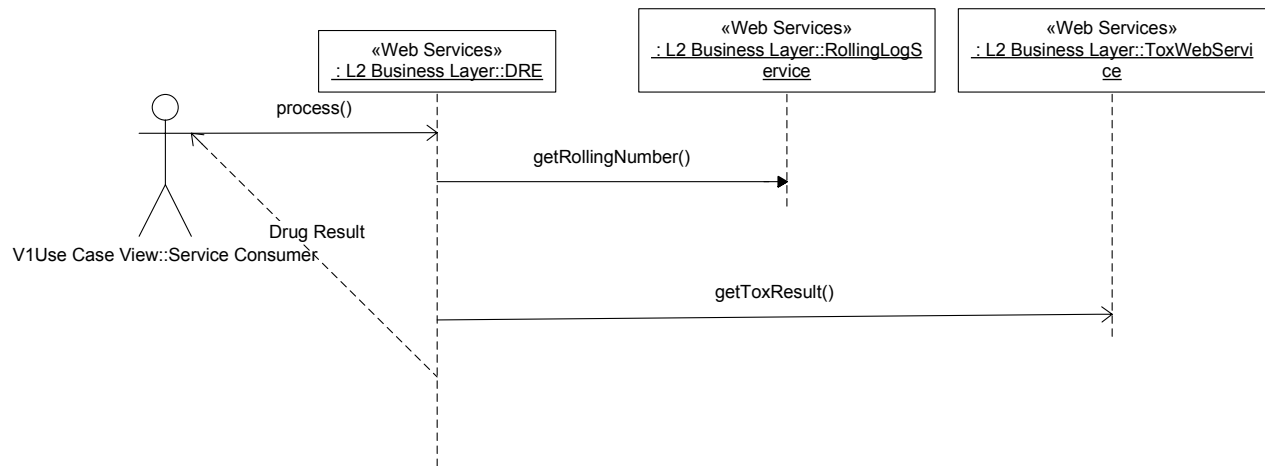 «Web Services»
: L2 Business Layer::DRE
«Web Services»
: L2 Business Layer::RollingLogS
ervice
«Web Services»
: L2 Business Layer::ToxWebServi
ce
process()
getRollingNumber()
Drug Result
V1Use Case View::Service Consumer
getToxResult()